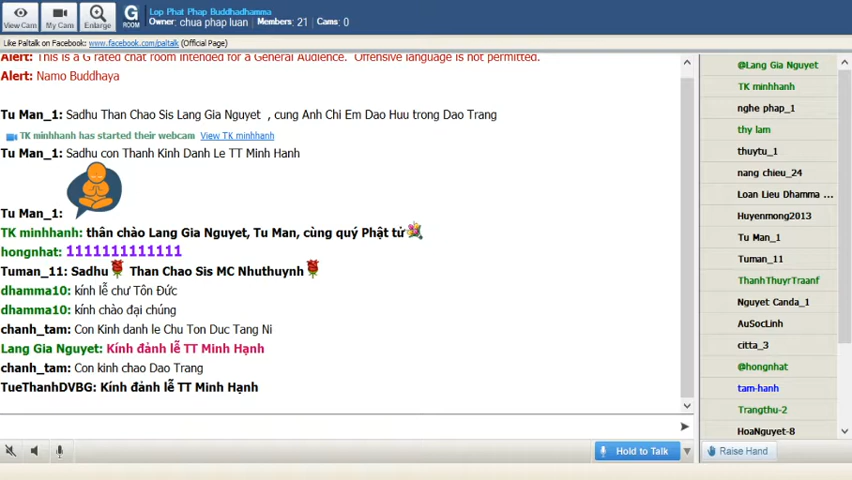 Lop Phat Phap Buddhadhamma
Owner: chua phap luan Members: 21 Cams: 0
View Cam
My Cam
Enlarge
G
ROOM
Like Paltalk on Facebook: www.facebook.com/paltalk (Official Page)
Alert: This is a G rated chat room intended for a General Audience. Offensive language is not permitted.
Alert: Namo Buddhaya
Tu Man_1: Sadhu Than Chao Sis Lang Gia Nguyet , cung Anh Chi Em Dao Huu trong Dao Trang
TK minhhanh has started their webcam View TK minhhanh
Tu Man_1: Sadhu con Thanh Kinh Danh Le TT Minh Hanh
Tu Man_1:
TK minhhanh: thân chào Lang Gia Nguyet, Tu Man, cùng quý Phật tử
hongnhat: 1111111111111
Tuman_11: Sadhu Than Chao Sis MC Nhuthuynh
dhamma10: kính lễ chư Tôn Đức
dhamma10: kính chào đại chúng
chanh_tam: Con Kinh danh le Chu Ton Duc Tang Ni
Lang Gia Nguyet: Kính đảnh lễ TT Minh Hạnh
chanh_tam: Con kinh chao Dao Trang
TueThanhDVBG: Kính đảnh lễ TT Minh Hạnh
@Lang Gia Nguyet
TK minhhanh
nghe phap_1
thy lam
thuytu_1
nang chieu_24
Loan Lieu Dhamma ...
Huyenmong2013
Tu Man_1
Tuman_11
ThanhThuyrTraanf
Nguyet Canda_1
AuSocLinh
citta_3
@hongnhat
tam-hanh
Trangthu-2
HoaNguyet-8
Hold to Talk
Raise Hand